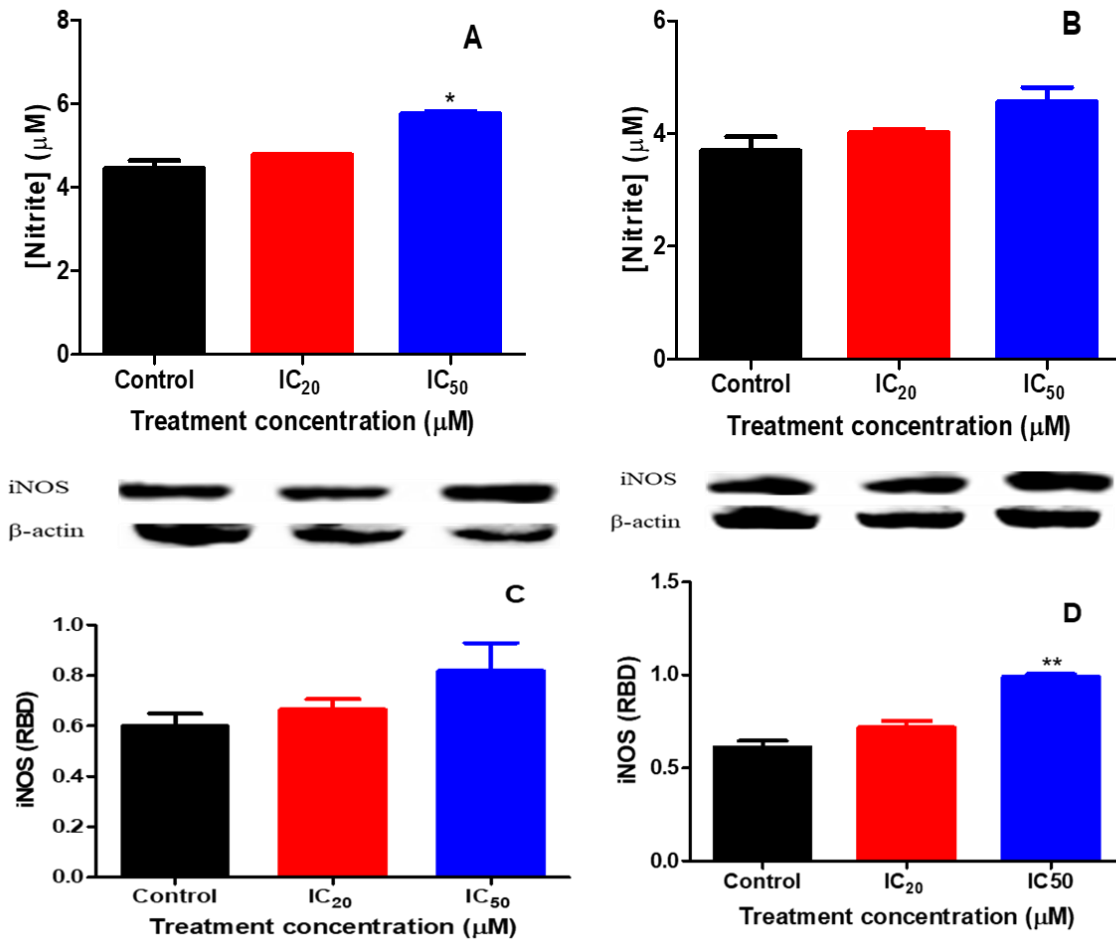 A
[Nitrite] (μM)
8
6
4
2
0
*
Control IC₂₀ IC₅₀
Treatment concentration (μM)
B
[Nitrite] (μM)
6
4
2
0
Control IC₂₀ IC₅₀
Treatment concentration (μM)
iNOS
β-actin
iNOS
β-actin
C
iNOS (RBD)
1.0
0.8
0.6
0.4
0.2
0.0
Control IC₂₀ IC₅₀
Treatment concentration (μM)
D
iNOS (RBD)
1.5
1.0
0.5
0.0
**
Control IC₂₀ IC50
Treatment concentration (μM)